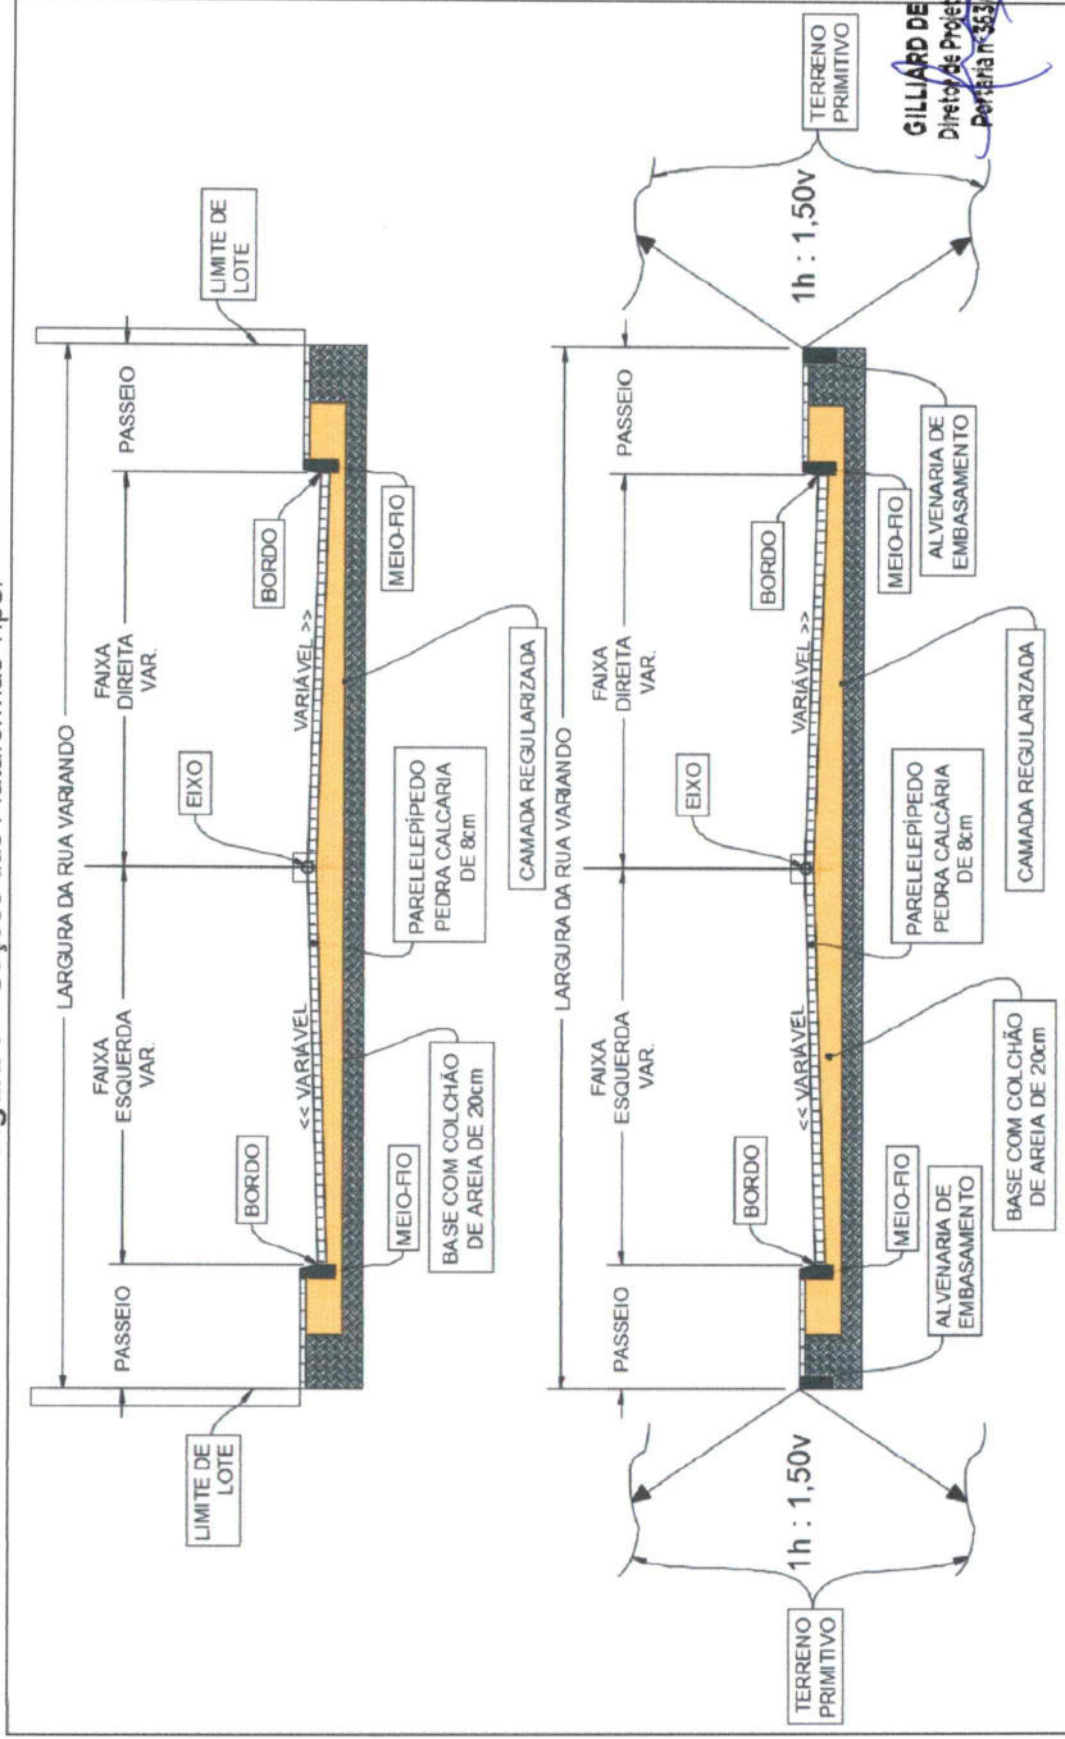 LARGURA DA RUA VARIANDO
PASSEIO
FAIXA
ESQUERDA
VAR.
FAIXA
DIREITA
VAR.
PASSEIO
LIMITE DE
LOTE
BORDO
<< VARIÁVEL
EIXO
VARIÁVEL >>
BORDO
LIMITE DE
LOTE
MEIO-FIO
BASE COM COLCHÃO
DE AREIA DE 20cm
PARELELEPÍPEDO
PEDRA CALCÁRIA
DE 8cm
CAMADA REGULARIZADA
MEIO-FIO
LARGURA DA RUA VARIANDO
PASSEIO
FAIXA
ESQUERDA
VAR.
FAIXA
DIREITA
VAR.
PASSEIO
BORDO
<< VARIÁVEL
EIXO
VARIÁVEL >>
BORDO
TERRENO
PRIMITIVO
1h : 1,50v
1h : 1,50v
TERRENO
PRIMITIVO
ALVENARIA DE
EMBASAMENTO
MEIO-FIO
BASE COM COLCHÃO
DE AREIA DE 20cm
PARELELEPÍPEDO
PEDRA CALCÁRIA
DE 8cm
CAMADA REGULARIZADA
MEIO-FIO
ALVENARIA DE
EMBASAMENTO
GILLIARD DE
Diretor de Projet
Portaria nº 363